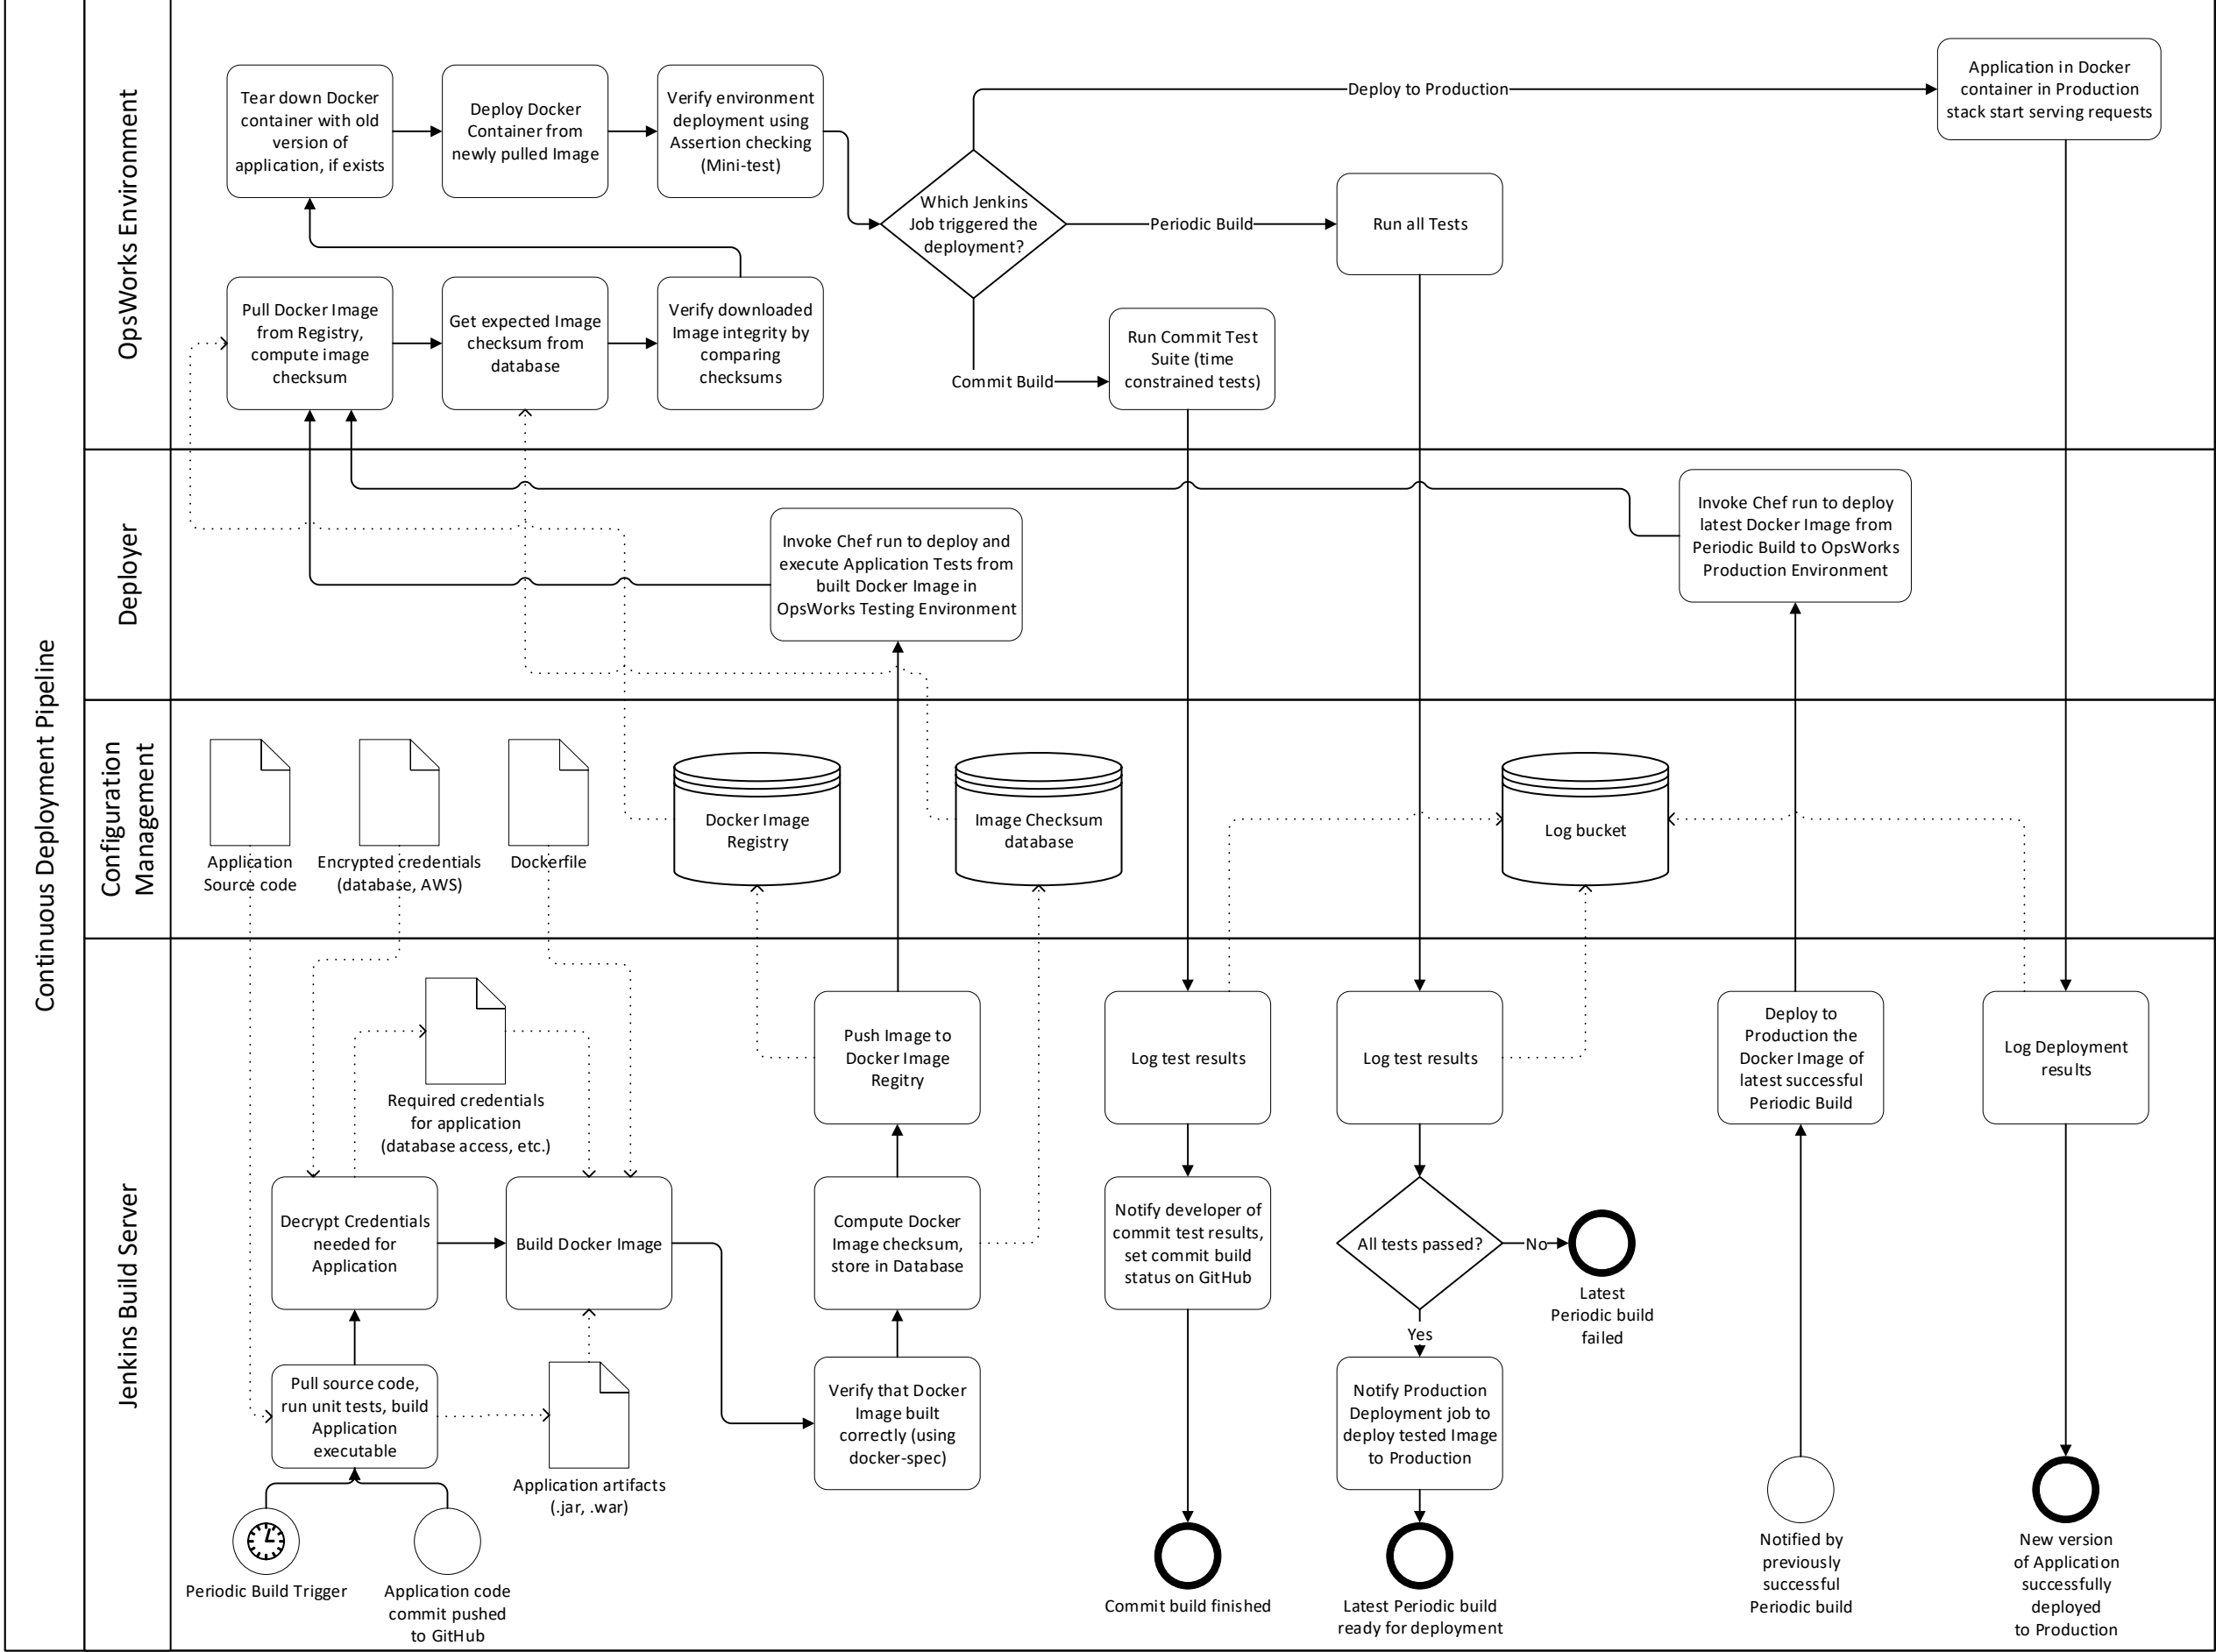 Continuous Deployment Pipeline
OpsWorks Environment
Tear down Docker
container with old
version of
application, if exists
Deploy Docker
Container from
newly pulled Image
Verify environment
deployment using
Assertion checking
(Mini-test)
Which Jenkins
Job triggered the
deployment?
Deploy to Production
Application in Docker
container in Production
stack start serving requests
Periodic Build
Run all Tests
Commit Build
Run Commit Test
Suite (time
constrained tests)
Pull Docker Image
from Registry,
compute image
checksum
Get expected Image
checksum from
database
Verify downloaded
Image integrity by
comparing
checksums
Deployer
Invoke Chef run to deploy and
execute Application Tests from
built Docker Image in
OpsWorks Testing Environment
Invoke Chef run to deploy
latest Docker Image from
Periodic Build to OpsWorks
Production Environment
Configuration
Management
Application
Source code
Encrypted credentials
(database, AWS)
Dockerfile
Docker Image
Registry
Image Checksum
database
Log bucket
Jenkins Build Server
Required credentials
for application
(database access, etc.)
Push Image to
Docker Image
Regitry
Log test results
Log test results
Deploy to
Production the
Docker Image of
latest successful
Periodic Build
Log Deployment
results
Decrypt Credentials
needed for
Application
Build Docker Image
Compute Docker
Image checksum,
store in Database
Notify developer of
commit test results,
set commit build
status on GitHub
All tests passed?
No
Latest
Periodic build
failed
Yes
Pull source code,
run unit tests, build
Application
executable
Application artifacts
(.jar, .war)
Verify that Docker
Image built
correctly (using
docker-spec)
Notify Production
Deployment job to
deploy tested Image
to Production
Periodic Build Trigger
Application code
commit pushed
to GitHub
Commit build finished
Latest Periodic build
ready for deployment
Notified by
previously
successful
Periodic build
New version
of Application
successfully
deployed
to Production